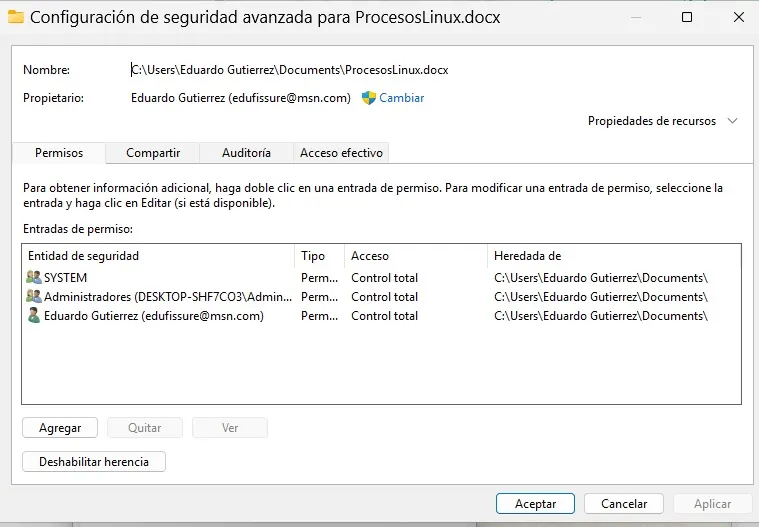 Configuración de seguridad avanzada para ProcesosLinux.docx
Nombre: C:\Users\Eduardo Gutierrez\Documents\ProcesosLinux.docx
Propietario: Eduardo Gutierrez (edufissure@msn.com) Cambiar
Propiedades de recursos
Permisos Compartir Auditoría Acceso efectivo
Para obtener información adicional, haga doble clic en una entrada de permiso. Para modificar una entrada de permiso, seleccione la
entrada y haga clic en Editar (si está disponible).
Entradas de permiso:
Entidad de seguridad Tipo Acceso Heredada de
SYSTEM Perm... Control total C:\Users\Eduardo Gutierrez\Documents\
Administradores (DESKTOP-SHF7CO3\Admin... Perm... Control total C:\Users\Eduardo Gutierrez\Documents\
Eduardo Gutierrez (edufissure@msn.com) Perm... Control total C:\Users\Eduardo Gutierrez\Documents\
Agregar Quitar Ver
Deshabilitar herencia
Aceptar Cancelar Aplicar